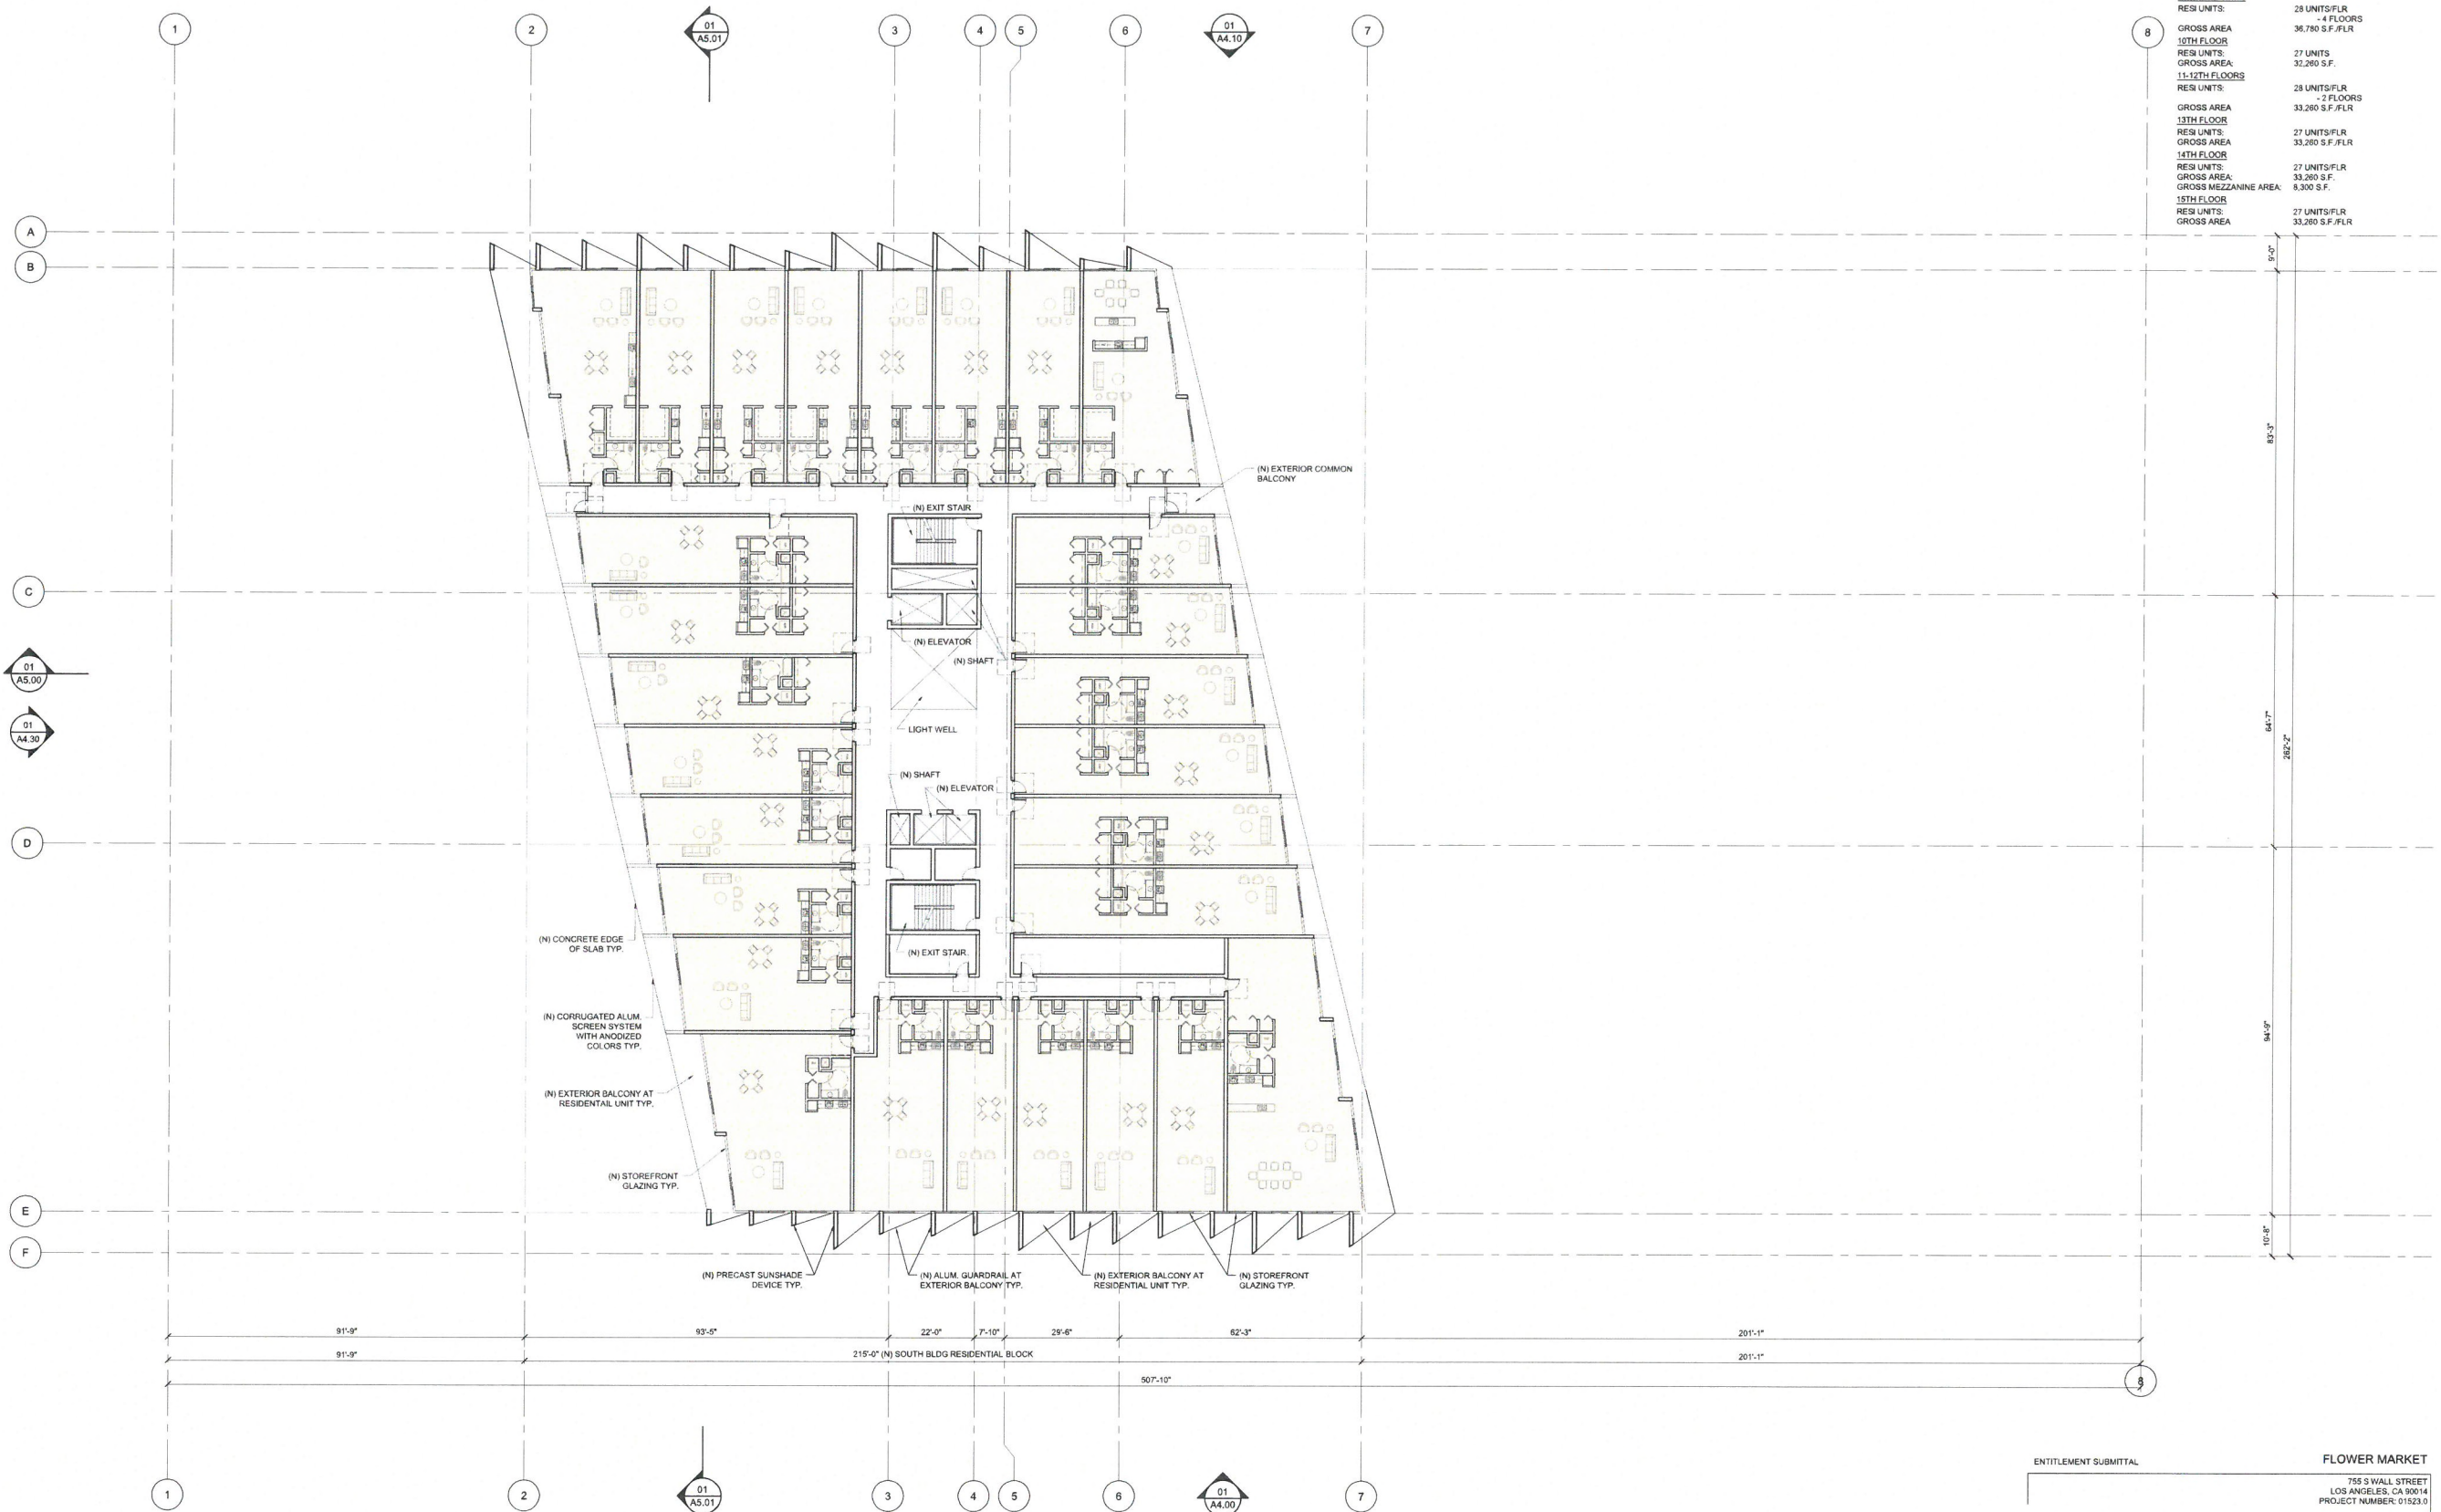 1
2
01
A5.01
3
4
5
6
01
A4.10
7
8
RESI UNITS: 28 UNITS/FLR
- 4 FLOORS
GROSS AREA 36,780 S.F./FLR
10TH FLOOR
RESI UNITS: 27 UNITS
GROSS AREA: 32,260 S.F.
11-12TH FLOORS
RESI UNITS: 28 UNITS/FLR
- 2 FLOORS
GROSS AREA 33,260 S.F./FLR
13TH FLOOR
RESI UNITS: 27 UNITS/FLR
GROSS AREA 33,260 S.F./FLR
14TH FLOOR
RESI UNITS: 27 UNITS/FLR
GROSS AREA: 33,260 S.F.
GROSS MEZZANINE AREA: 8,300 S.F.
15TH FLOOR
RESI UNITS: 27 UNITS/FLR
GROSS AREA 33,260 S.F./FLR
A
B
9'-0"
83'-3"
(N) EXTERIOR COMMON
BALCONY
(N) EXIT STAIR
C
(N) ELEVATOR
(N) SHAFT
01
A5.00
01
A4.30
LIGHT WELL
64'-7"
262'-2"
(N) SHAFT
(N) ELEVATOR
D
(N) CONCRETE EDGE
OF SLAB TYP.
(N) EXIT STAIR
(N) CORRUGATED ALUM.
SCREEN SYSTEM
WITH ANODIZED
COLORS TYP.
94'-9"
(N) EXTERIOR BALCONY AT
RESIDENTAIL UNIT TYP.
(N) STOREFRONT
GLAZING TYP.
E
F
10'-8"
(N) PRECAST SUNSHADE
DEVICE TYP.
(N) ALUM. GUARDRAIL AT
EXTERIOR BALCONY TYP.
(N) EXTERIOR BALCONY AT
RESIDENTIAL UNIT TYP.
(N) STOREFRONT
GLAZING TYP.
91'-9"
93'-5"
22'-0"
7'-10"
29'-6"
62'-3"
201'-1"
91'-9"
215'-0" (N) SOUTH BLDG RESIDENTIAL BLOCK
201'-1"
507'-10"
8
1
2
01
A5.01
3
4
5
6
01
A4.00
7
ENTITLEMENT SUBMITTAL
FLOWER MARKET
755 S WALL STREET
LOS ANGELES, CA 90014
PROJECT NUMBER: 01523.0